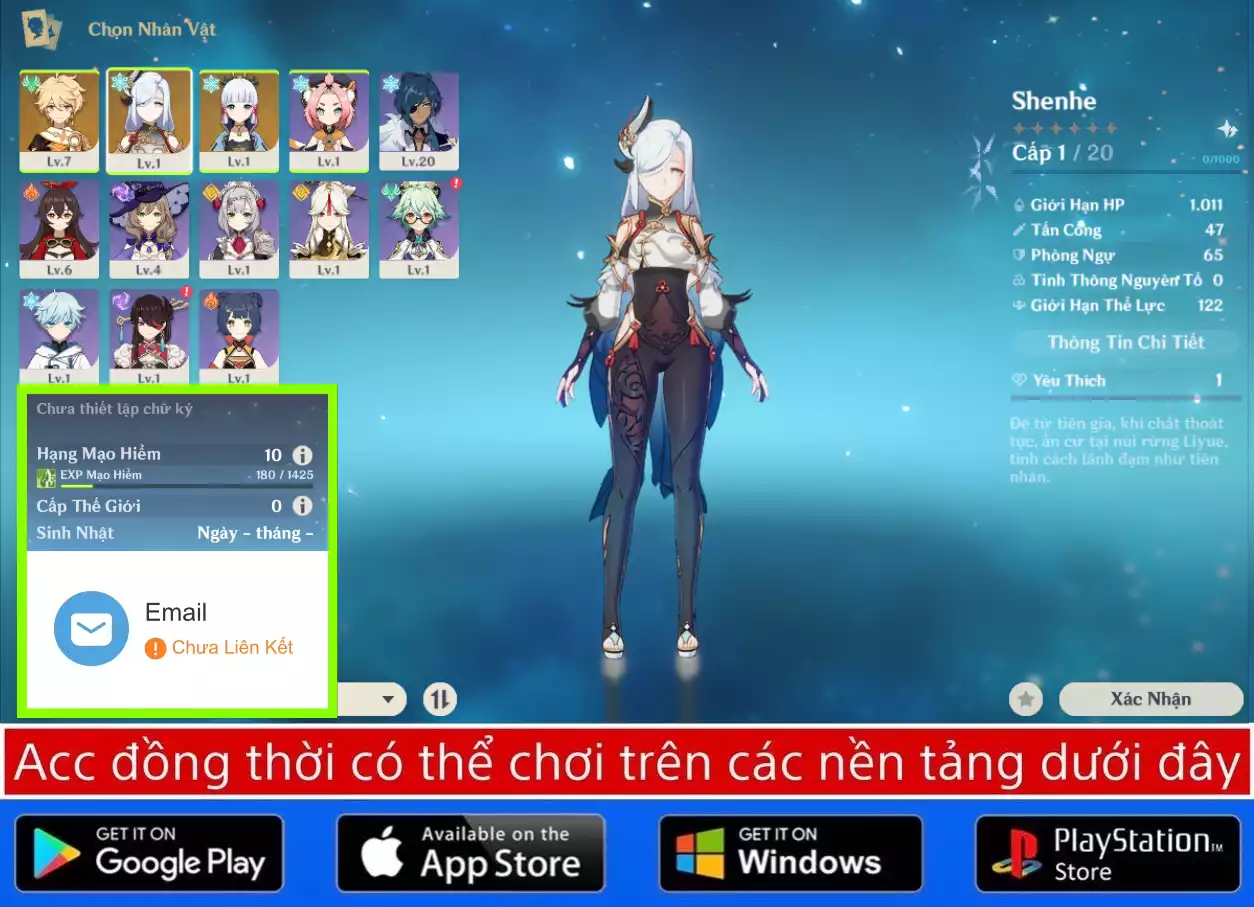 Chọn Nhân Vật
Lv.7
Lv.1
Lv.1
Lv.1
Lv.20
Lv.6
Lv.4
Lv.1
Lv.1
Lv.1
Lv.1
Lv.1
Lv.1
Shenhe
Cấp 1 / 20
0/1000
Giới Hạn HP 1.011
Tấn Công 47
Phòng Ngự 65
Tinh Thông Nguyên Tố 0
Giới Hạn Thể Lực 122
Thông Tin Chi Tiết
Yêu Thích 1
Đệ tử tiên gia, khí chất thoát
tục, ẩn cư tại núi rừng Liyue,
tính cách lãnh đạm như tiên
nhân.
Chưa thiết lập chữ ký
Hạng Mạo Hiểm 10
EXP Mạo Hiểm 180 / 1425
Cấp Thế Giới 0
Sinh Nhật Ngày - tháng -
Email
Chưa Liên Kết
Xác Nhận
Acc đồng thời có thể chơi trên các nền tảng dưới đây
GET IT ON
Google Play
Available on the
App Store
GET IT ON
Windows
PlayStation™
Store